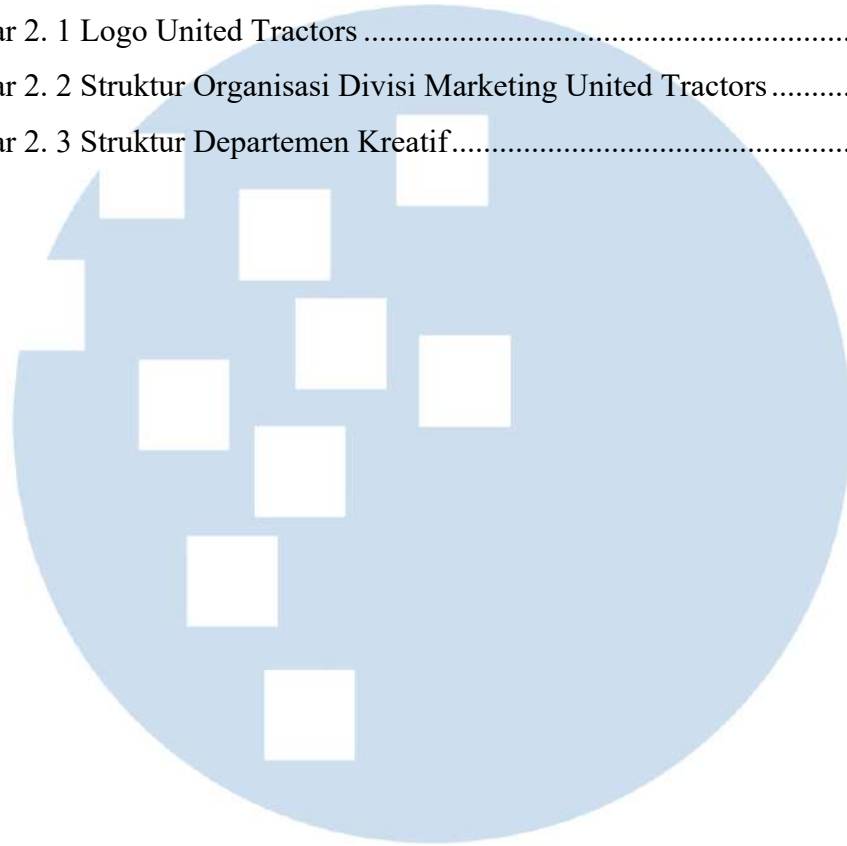 ar 2. 1 Logo United Tractors ............................................................
ar 2. 2 Struktur Organisasi Divisi Marketing United Tractors ..........
ar 2. 3 Struktur Departemen Kreatif.................................................